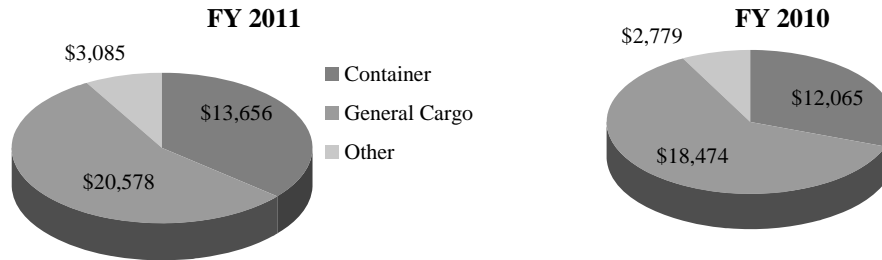 FY 2011
$3,085
$13,656
$20,578
Container
General Cargo
Other
FY 2010
$2,779
$12,065
$18,474